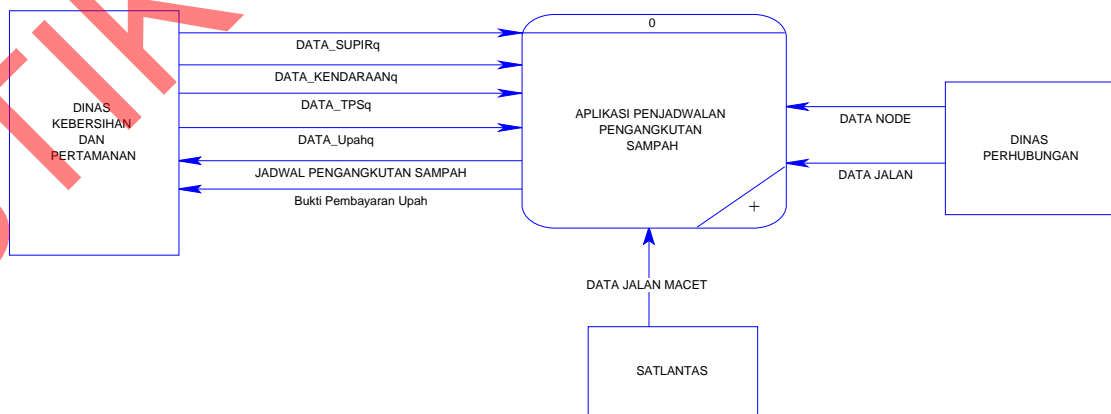 0
DATA_SUPIRq
DATA_KENDARAANq
DATA_TPSq
DATA_Upahq
JADWAL PENGANGKUTAN SAMPAH
Bukti Pembayaran Upah
DINAS
KEBERSIHAN
DAN
PERTAMANAN
APLIKASI PENJADWALAN
PENGANGKUTAN
SAMPAH
+
DATA NODE
DATA JALAN
DINAS
PERHUBUNGAN
DATA JALAN MACET
SATLANTAS